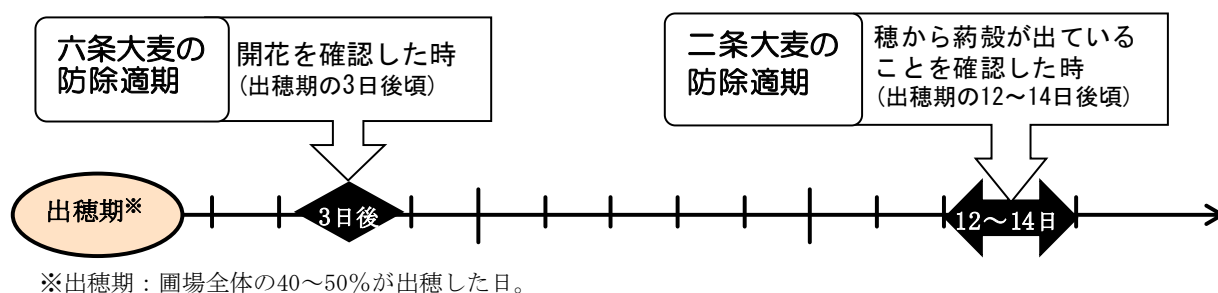 六条大麦の
防除適期
開花を確認した時
(出穂期の3日後頃)
二条大麦の
防除適期
穂から葯殻が出ている
ことを確認した時
(出穂期の12～14日後頃)
出穂期※
3日後
12～14日
※出穂期：圃場全体の40～50%が出穂した日。